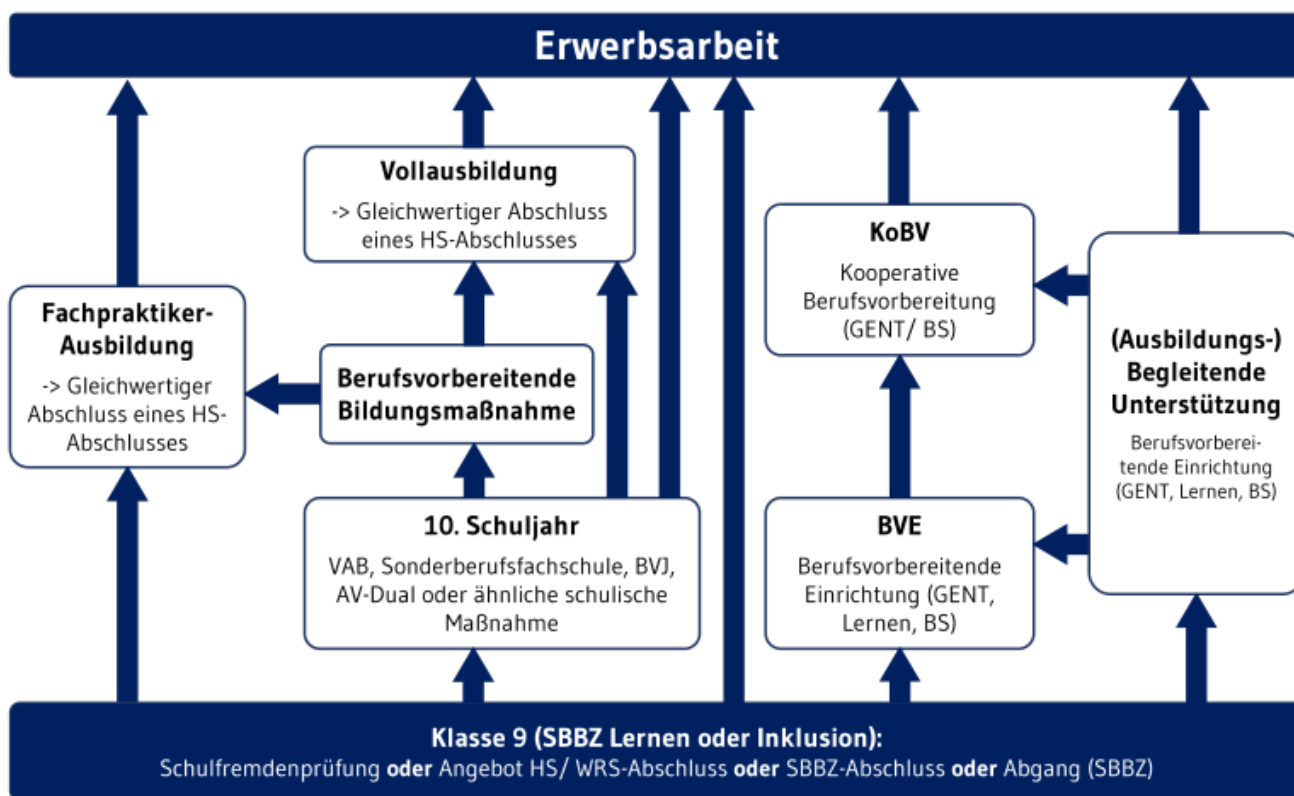 Erwerbsarbeit
Vollausbildung
-> Gleichwertiger Abschluss
eines HS-Abschlusses
Fachpraktiker-
Ausbildung
-> Gleichwertiger
Abschluss eines HS-
Abschlusses
Berufsvorbereitende
Bildungsmaßnahme
10. Schuljahr
VAB, Sonderberufsfachschule, BVJ,
AV-Dual oder ähnliche schulische
Maßnahme
KoBV
Kooperative
Berufsvorbereitung
(GENT/ BS)
BVE
Berufsvorbereitende
Einrichtung (GENT,
Lernen, BS)
(Ausbildungs-)
Begleitende
Unterstützung
Berufsvorberei-
tende Einrichtung
(GENT, Lernen, BS)
Klasse 9 (SBBZ Lernen oder Inklusion):
Schulfremdenprüfung oder Angebot HS/ WRS-Abschluss oder SBBZ-Abschluss oder Abgang (SBBZ)